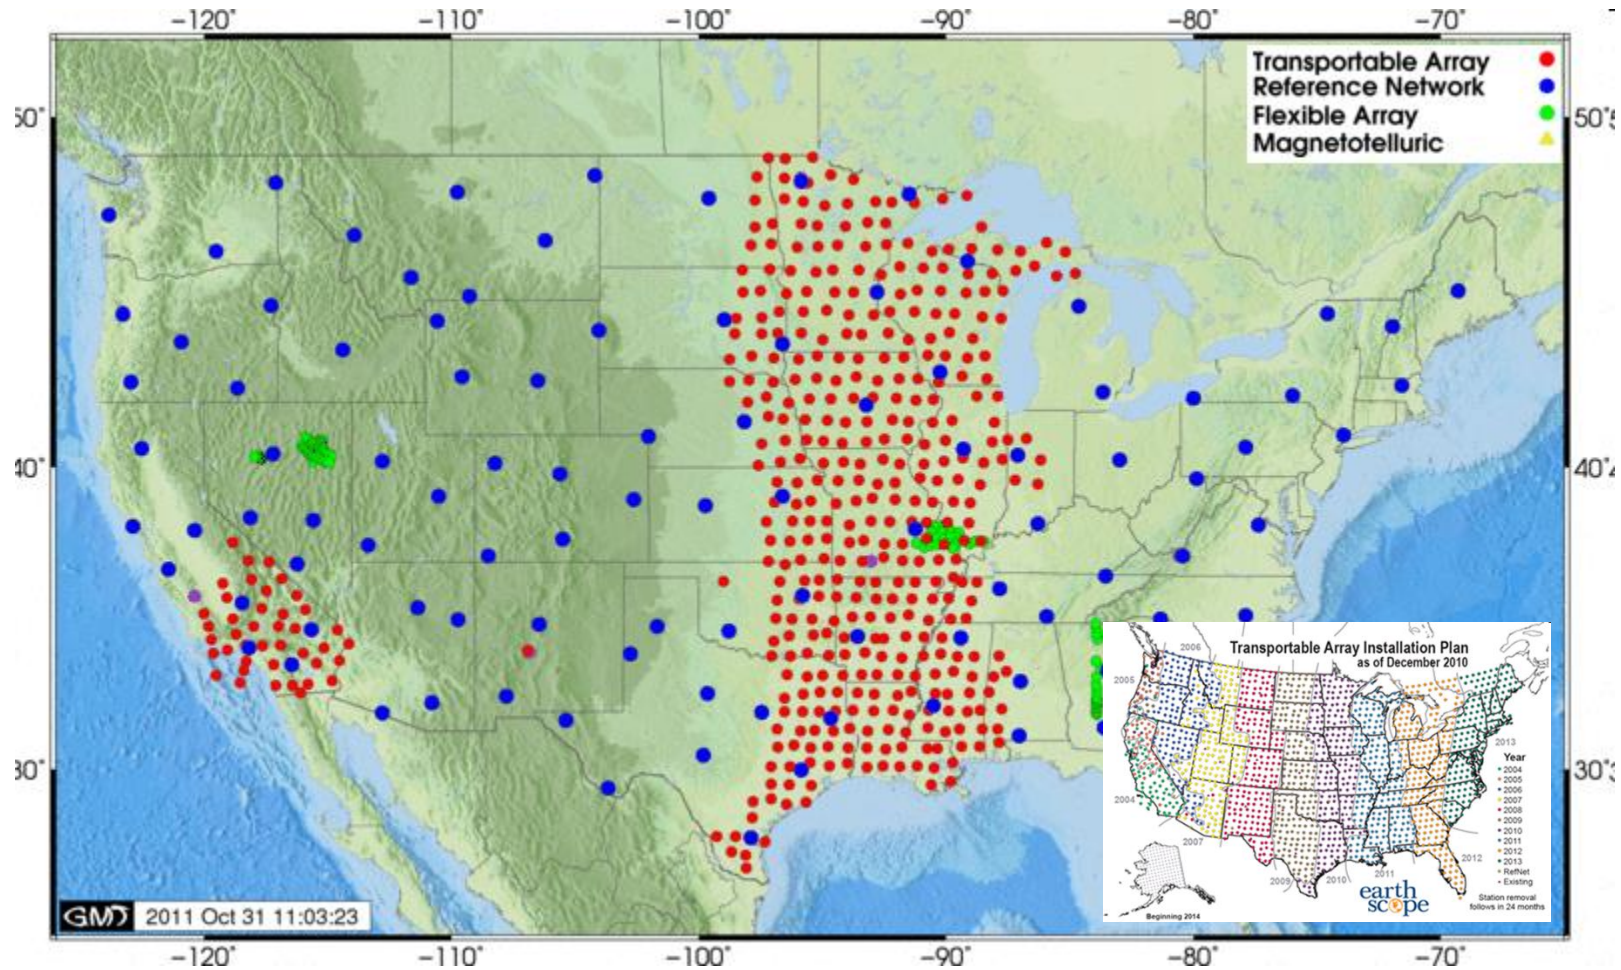 −120° −110° −100° −90° −80° −70°
Transportable Array
Reference Network
Flexible Array
Magnetotelluric
50° 50°
40° 40°
30° 30°
GMT 2011 Oct 31 11:03:23
−120° −110° −100° −90° −80° −70°
Transportable Array Installation Plan
as of December 2010
2006
2005
2004
2007
2009
2010
2011
2012
2013
Year
2004
2005
2006
2007
2008
2009
2010
2011
2012
2013
RefNet
Existing
Beginning 2014
earth
scope
Station removal
follows in 24 months